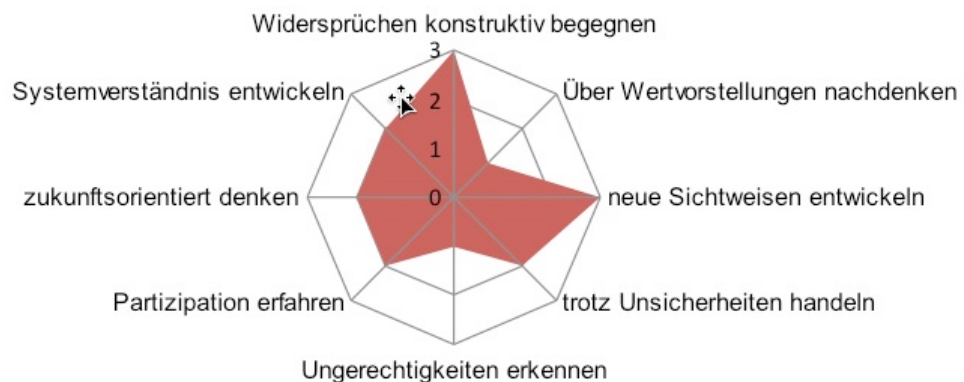 Widersprüchen konstruktiv begegnen
3
Systemverständnis entwickeln
2
Über Wertvorstellungen nachdenken
1
zukunftsorientiert denken
0
neue Sichtweisen entwickeln
Partizipation erfahren
trotz Unsicherheiten handeln
Ungerechtigkeiten erkennen